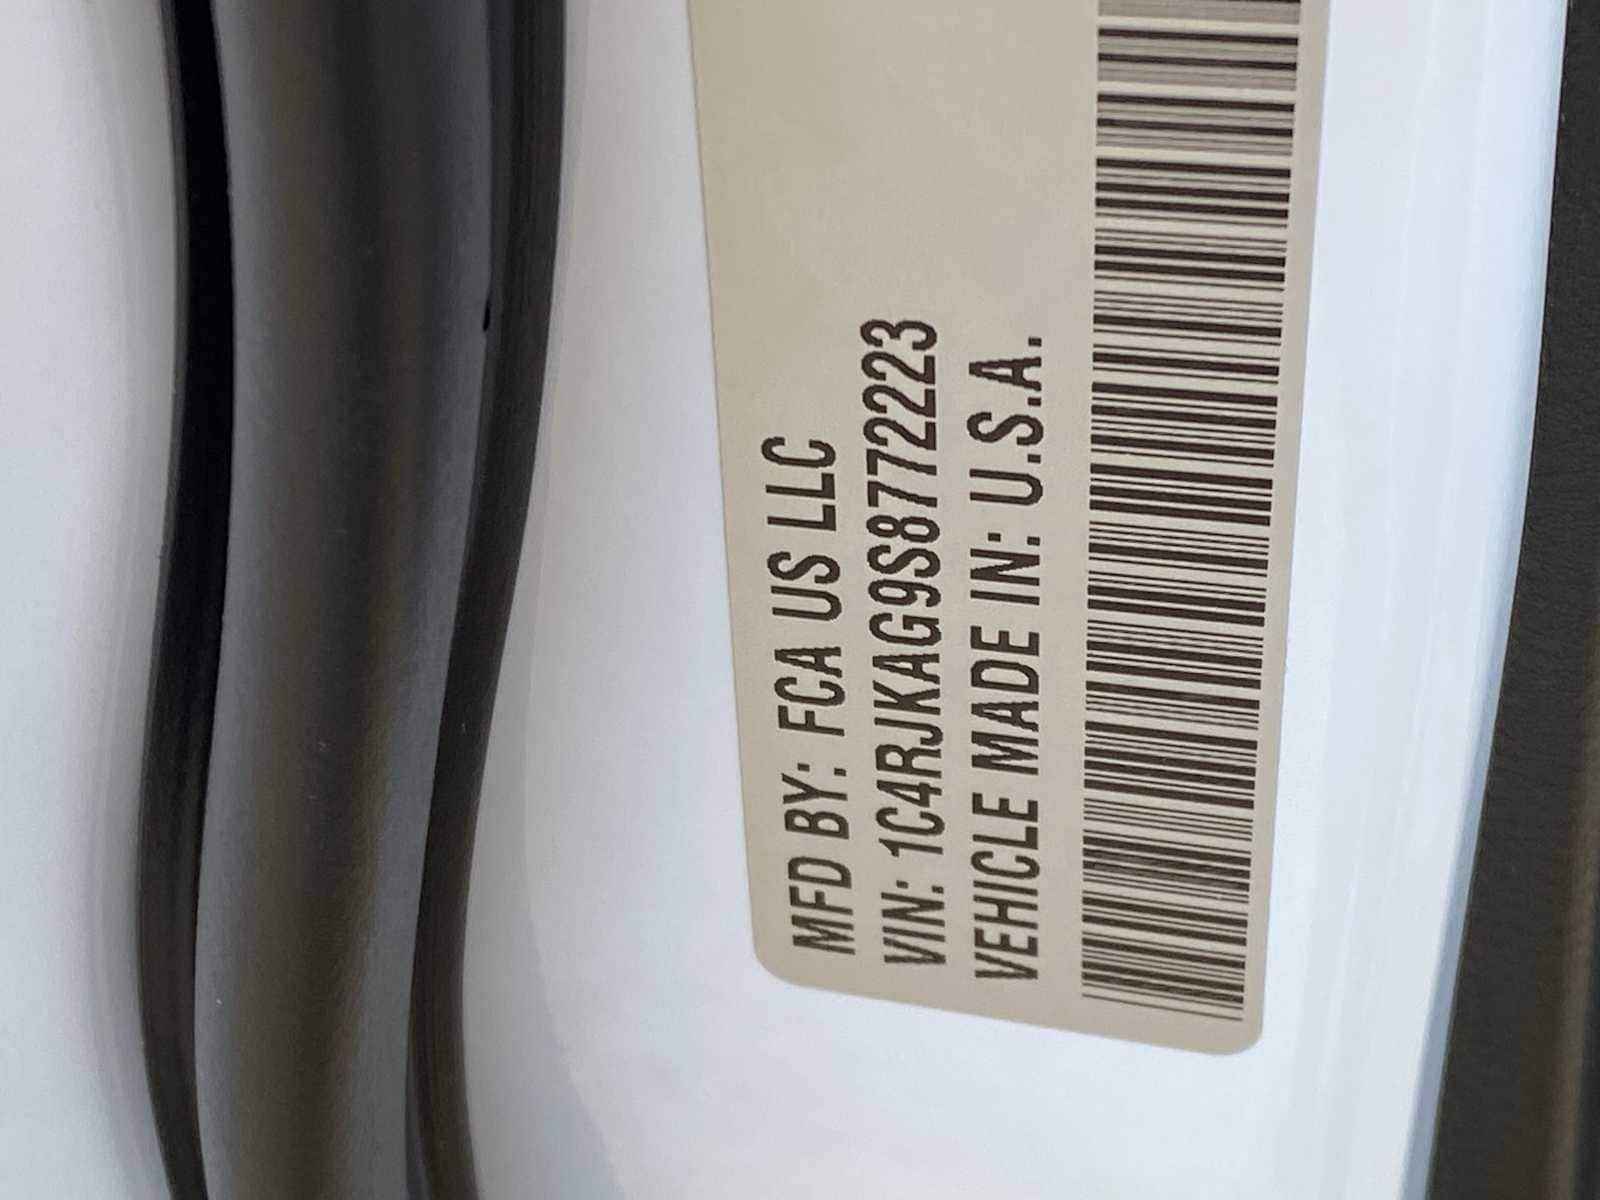 MFD BY: FCA US LLC
VIN: 1C4RJKAG9S8772223
VEHICLE MADE IN: U.S.A.